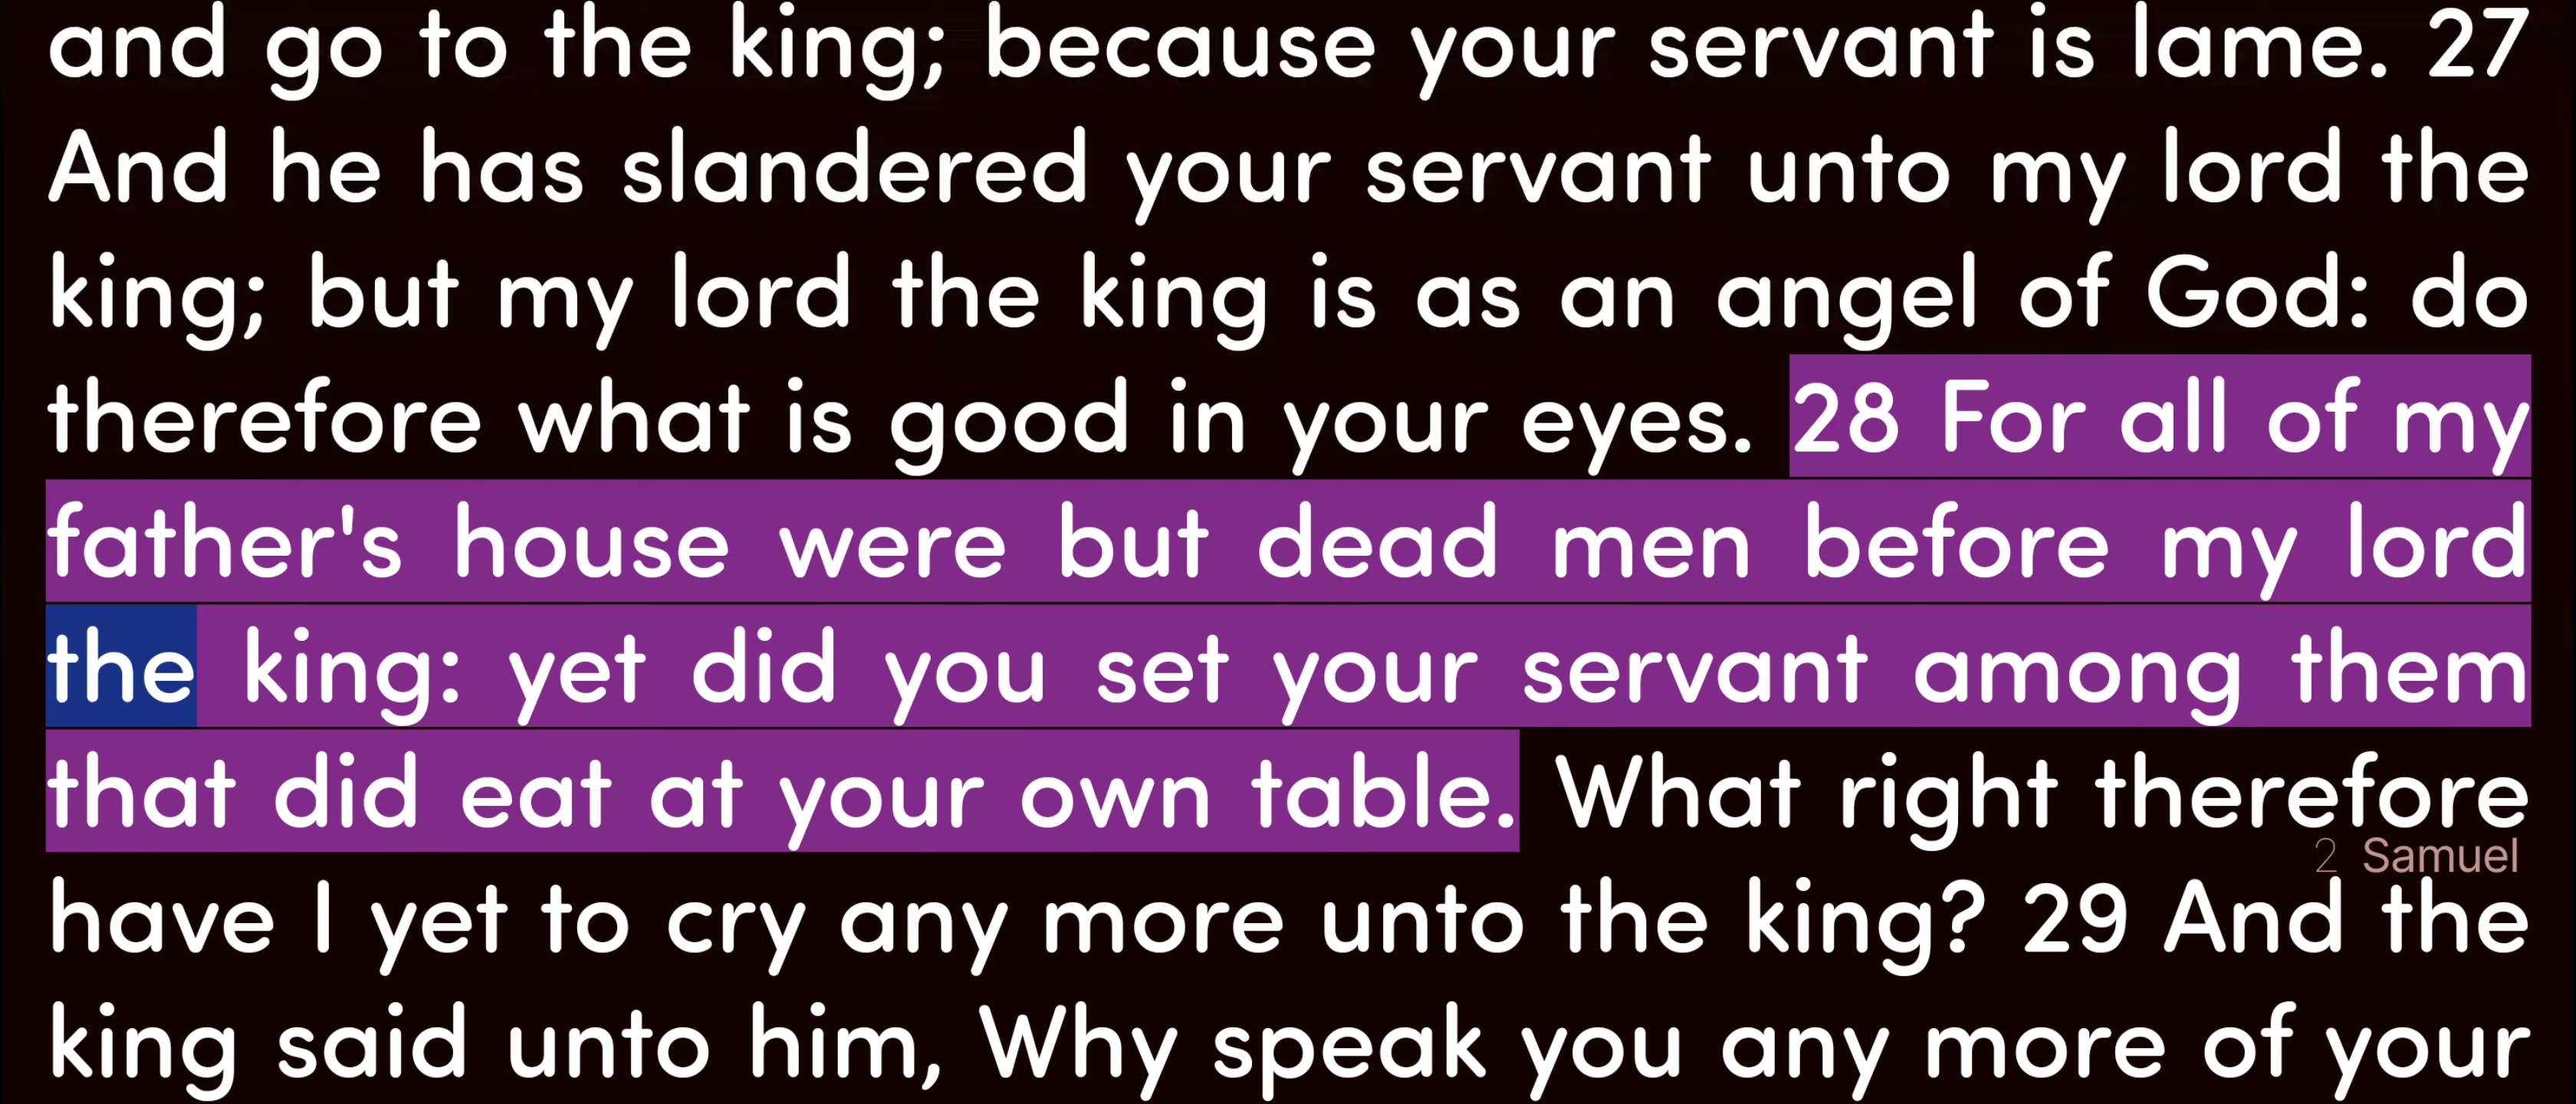 and go to the king; because your servant is lame. 27
And he has slandered your servant unto my lord the
king; but my lord the king is as an angel of God: do
therefore what is good in your eyes. 28 For all of my
father's house were but dead men before my lord
the king: yet did you set your servant among them
that did eat at your own table. What right therefore
2 Samuel
have I yet to cry any more unto the king? 29 And the
king said unto him, Why speak you any more of your